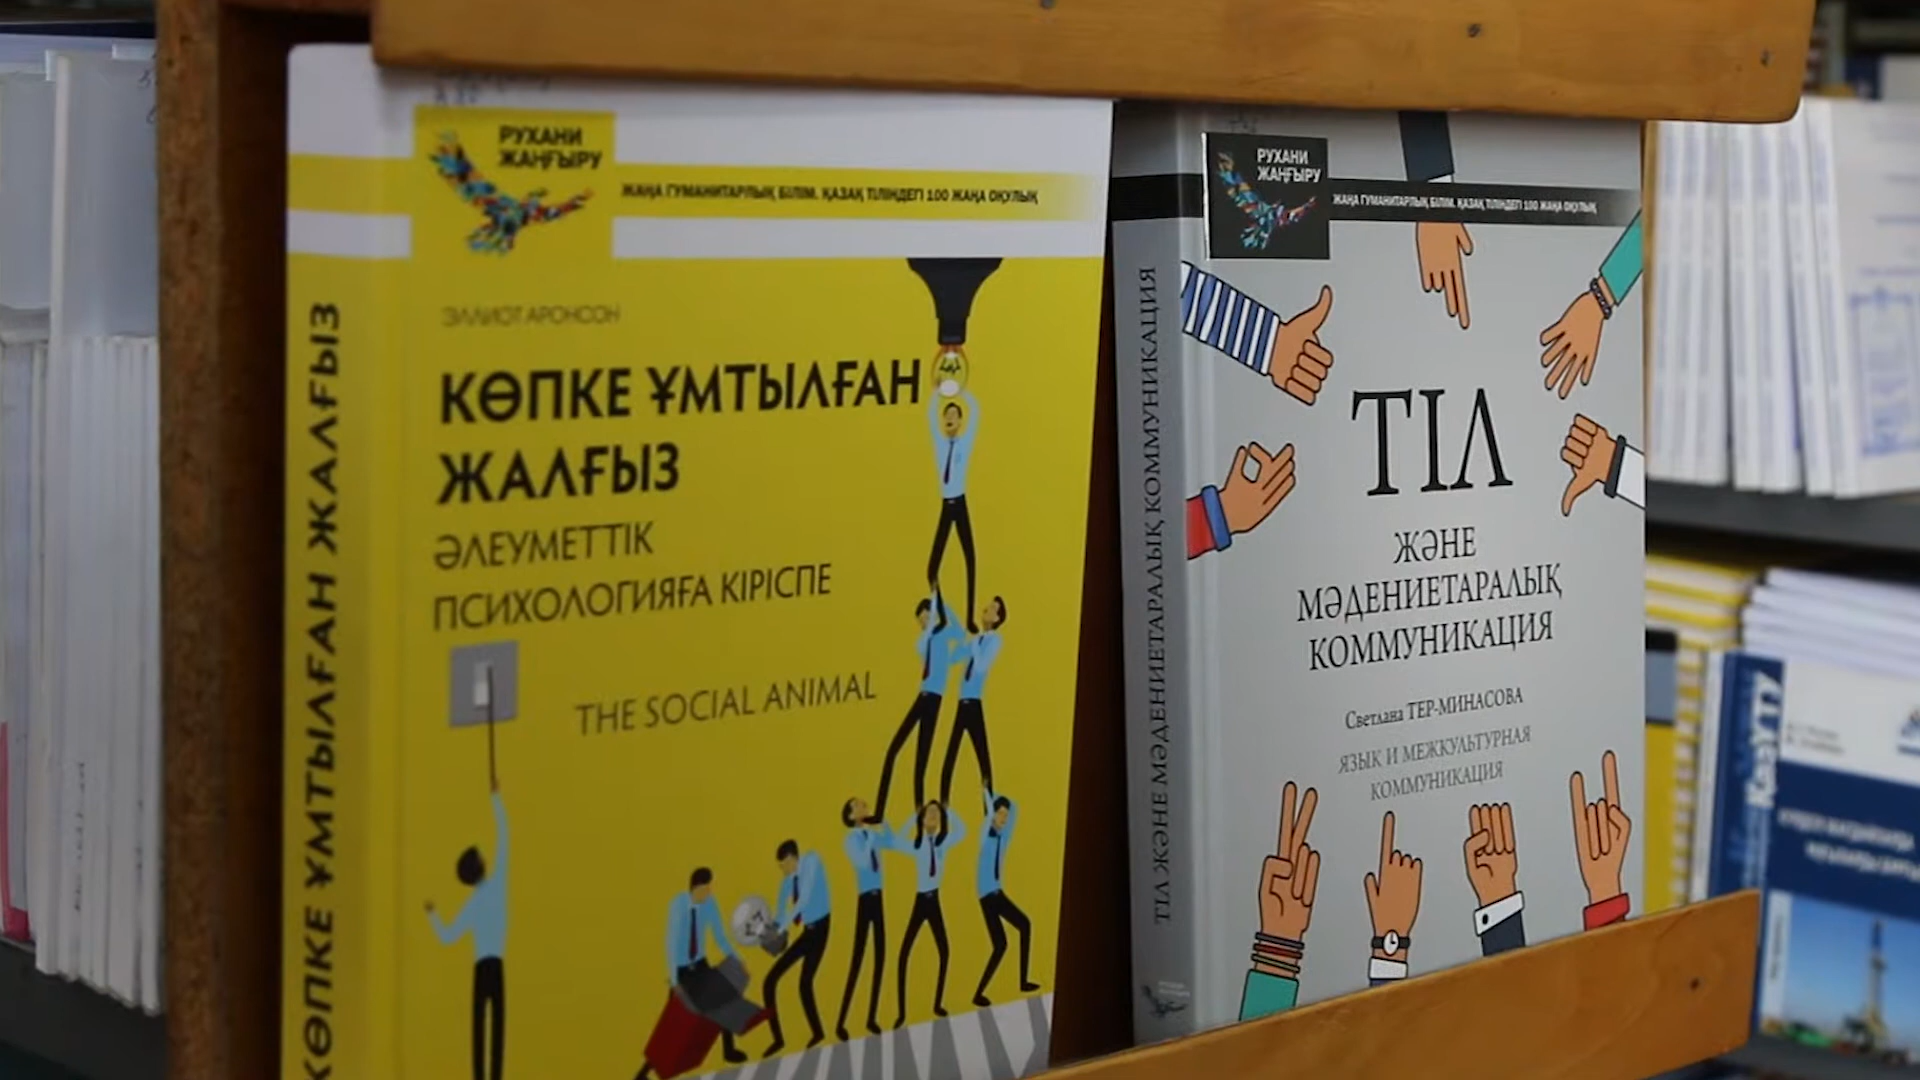 РУХАНИ
ЖАҢҒЫРУ
ЖАҢА ГУМАНИТАРЛЫҚ БІЛІМ. ҚАЗАҚ ТІЛІНДЕГІ 100 ЖАҢА ОҚУЛЫҚ
ЭЛЛИОТ АРОНСОН
КӨПКЕ ҰМТЫЛҒАН
ЖАЛҒЫЗ
ӘЛЕУМЕТТІК
ПСИХОЛОГИЯҒА КІРІСПЕ
THE SOCIAL ANIMAL
КӨПКЕ ҰМТЫЛҒАН ЖАЛҒЫЗ
РУХАНИ
ЖАҢҒЫРУ
ЖАҢА ГУМАНИТАРЛЫҚ БІЛІМ. ҚАЗАҚ ТІЛІНДЕГІ 100 ЖАҢА ОҚУЛЫҚ
ТІЛ
ЖӘНЕ
МӘДЕНИЕТАРАЛЫҚ
КОММУНИКАЦИЯ
Светлана ТЕР-МИНАСОВА
ЯЗЫК И МЕЖКУЛЬТУРНАЯ
КОММУНИКАЦИЯ
ТІЛ ЖӘНЕ МӘДЕНИЕТАРАЛЫҚ КОММУНИКАЦИЯ